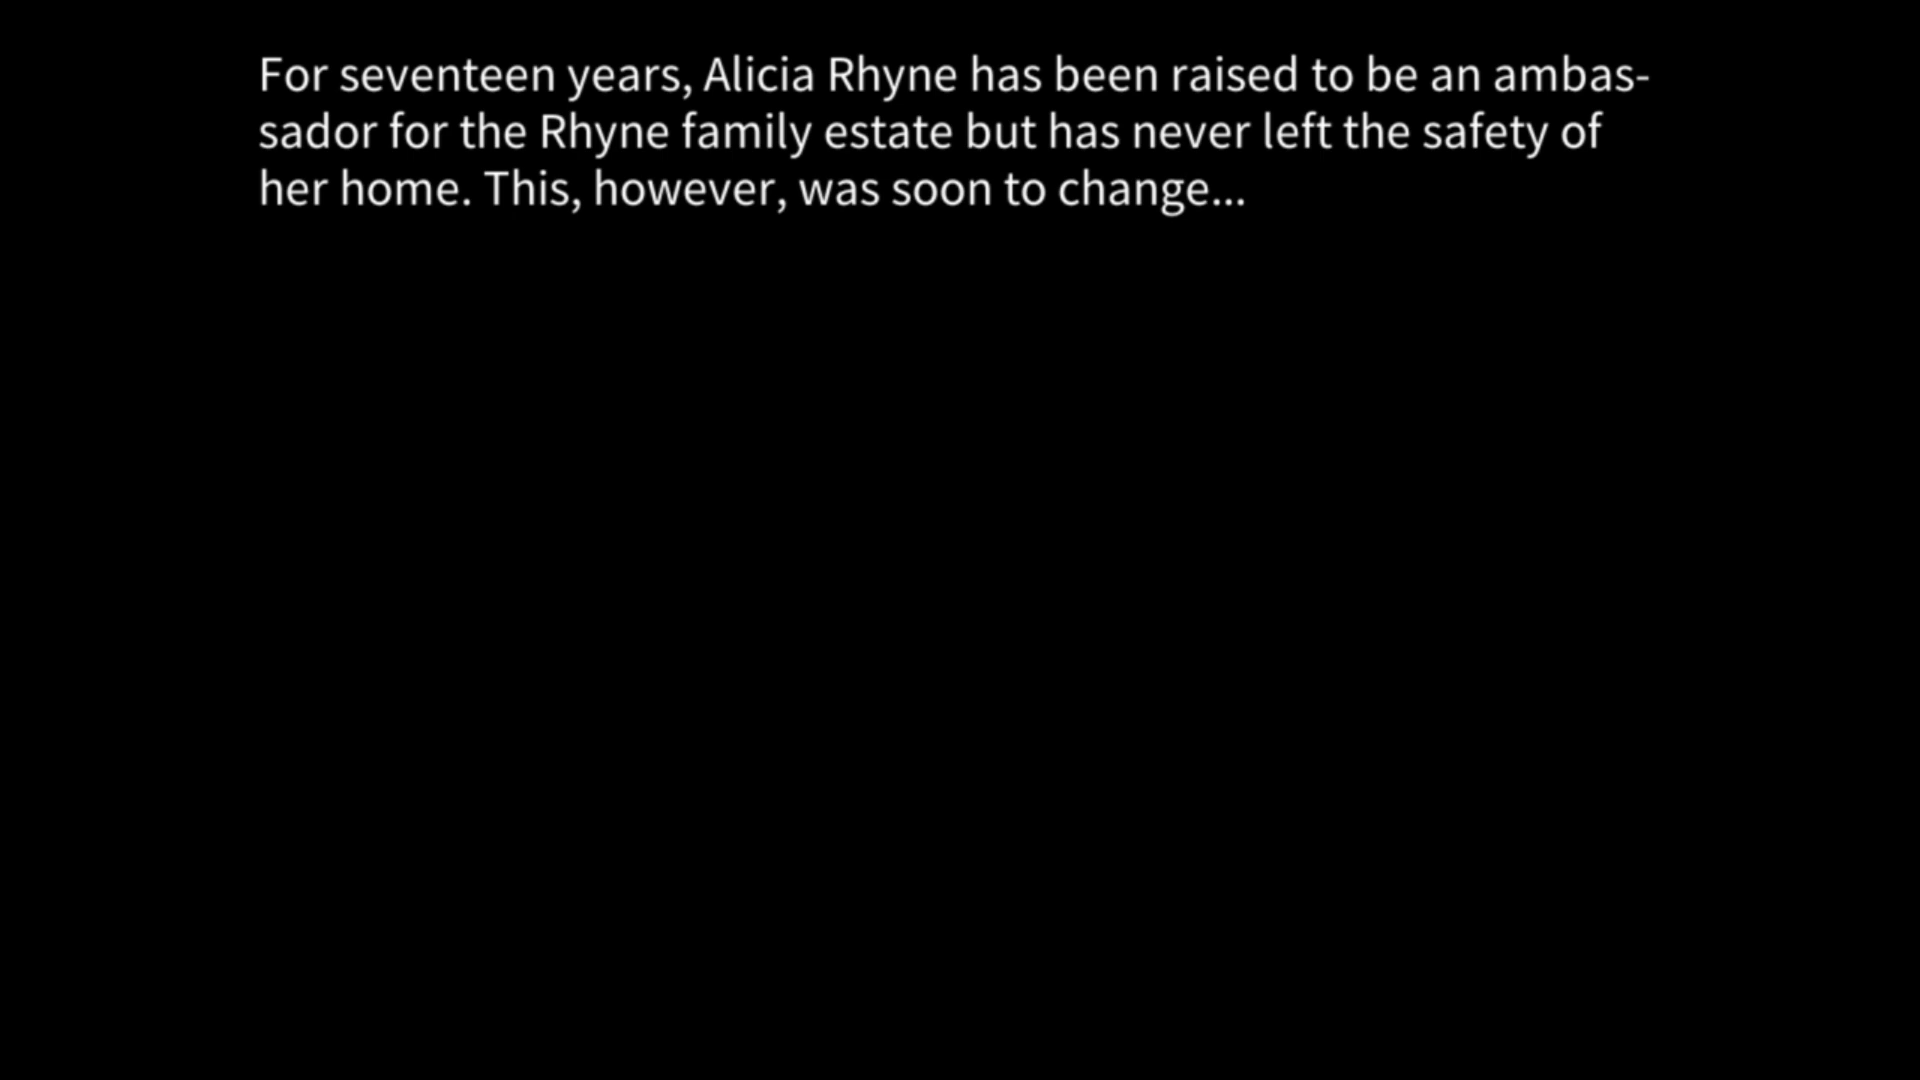 For seventeen years, Alicia Rhyne has been raised to be an ambas-
sador for the Rhyne family estate but has never left the safety of
her home. This, however, was soon to change...